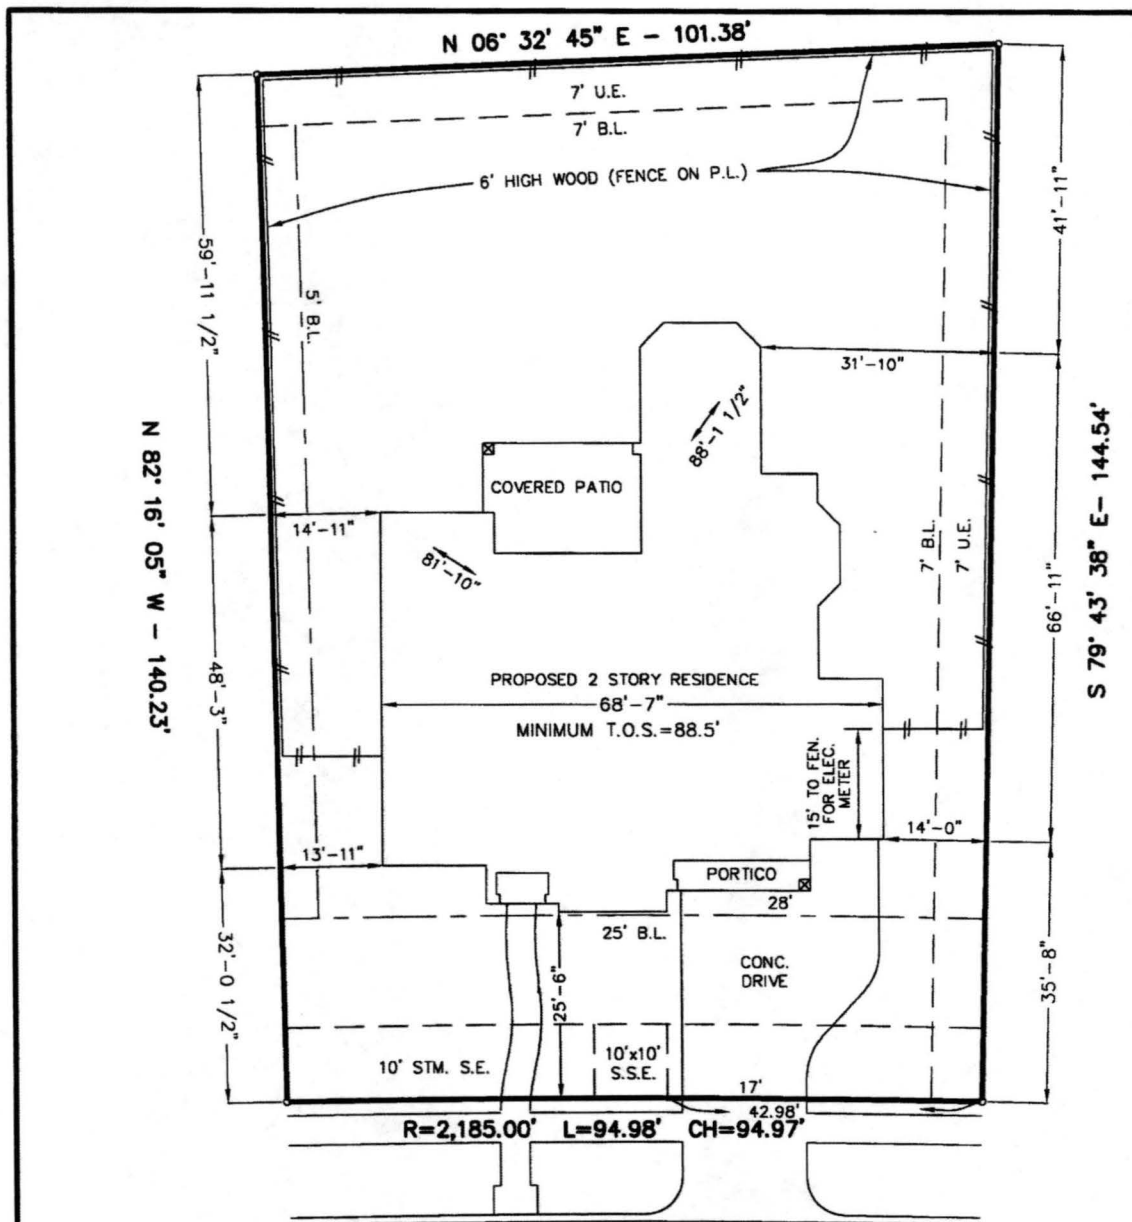 N 06° 32' 45" E - 101.38'
7' U.E.
7' B.L.
6' HIGH WOOD (FENCE ON P.L.)
59'-11 1/2"
5' B.L.
41'-11"
31'-10"
88'-1 1/2"
COVERED PATIO
14'-11"
81'-10"
N 82° 16' 05" W - 140.23'
S 79° 43' 38" E- 144.54'
7' B.L.
7' U.E.
66'-11"
48'-3"
PROPOSED 2 STORY RESIDENCE
68'-7"
MINIMUM T.O.S.=88.5'
15' TO FEN.
FOR ELEC.
METER
14'-0"
13'-11"
PORTICO
28'
25' B.L.
32'-0 1/2"
25'-6"
CONC.
DRIVE
35'-8"
10' STM. S.E.
10'x10'
S.S.E.
17'
42.98'
R=2,185.00' L=94.98' CH=94.97'